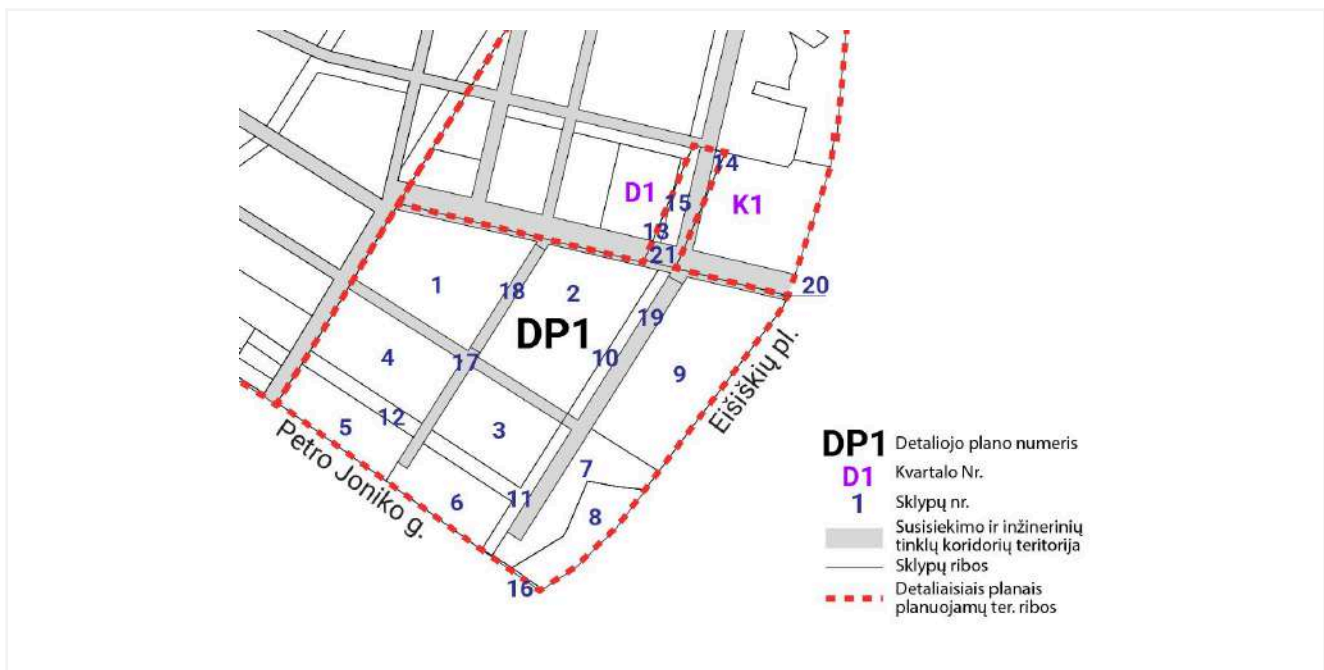 14
D1
15
K1
13
21
20
1
18
2
19
DP1
17
10
9
4
Eišiškių pl.
12
5
3
Petro Joniko g.
7
11
6
8
16
DP1 Detaliojo plano numeris
D1 Kvartalo Nr.
1 Sklypų nr.
Susisiekimo ir inžinerinių
tinklų koridorių teritorija
Sklypų ribos
Detaliaisiais planais
planuojamų ter. ribos